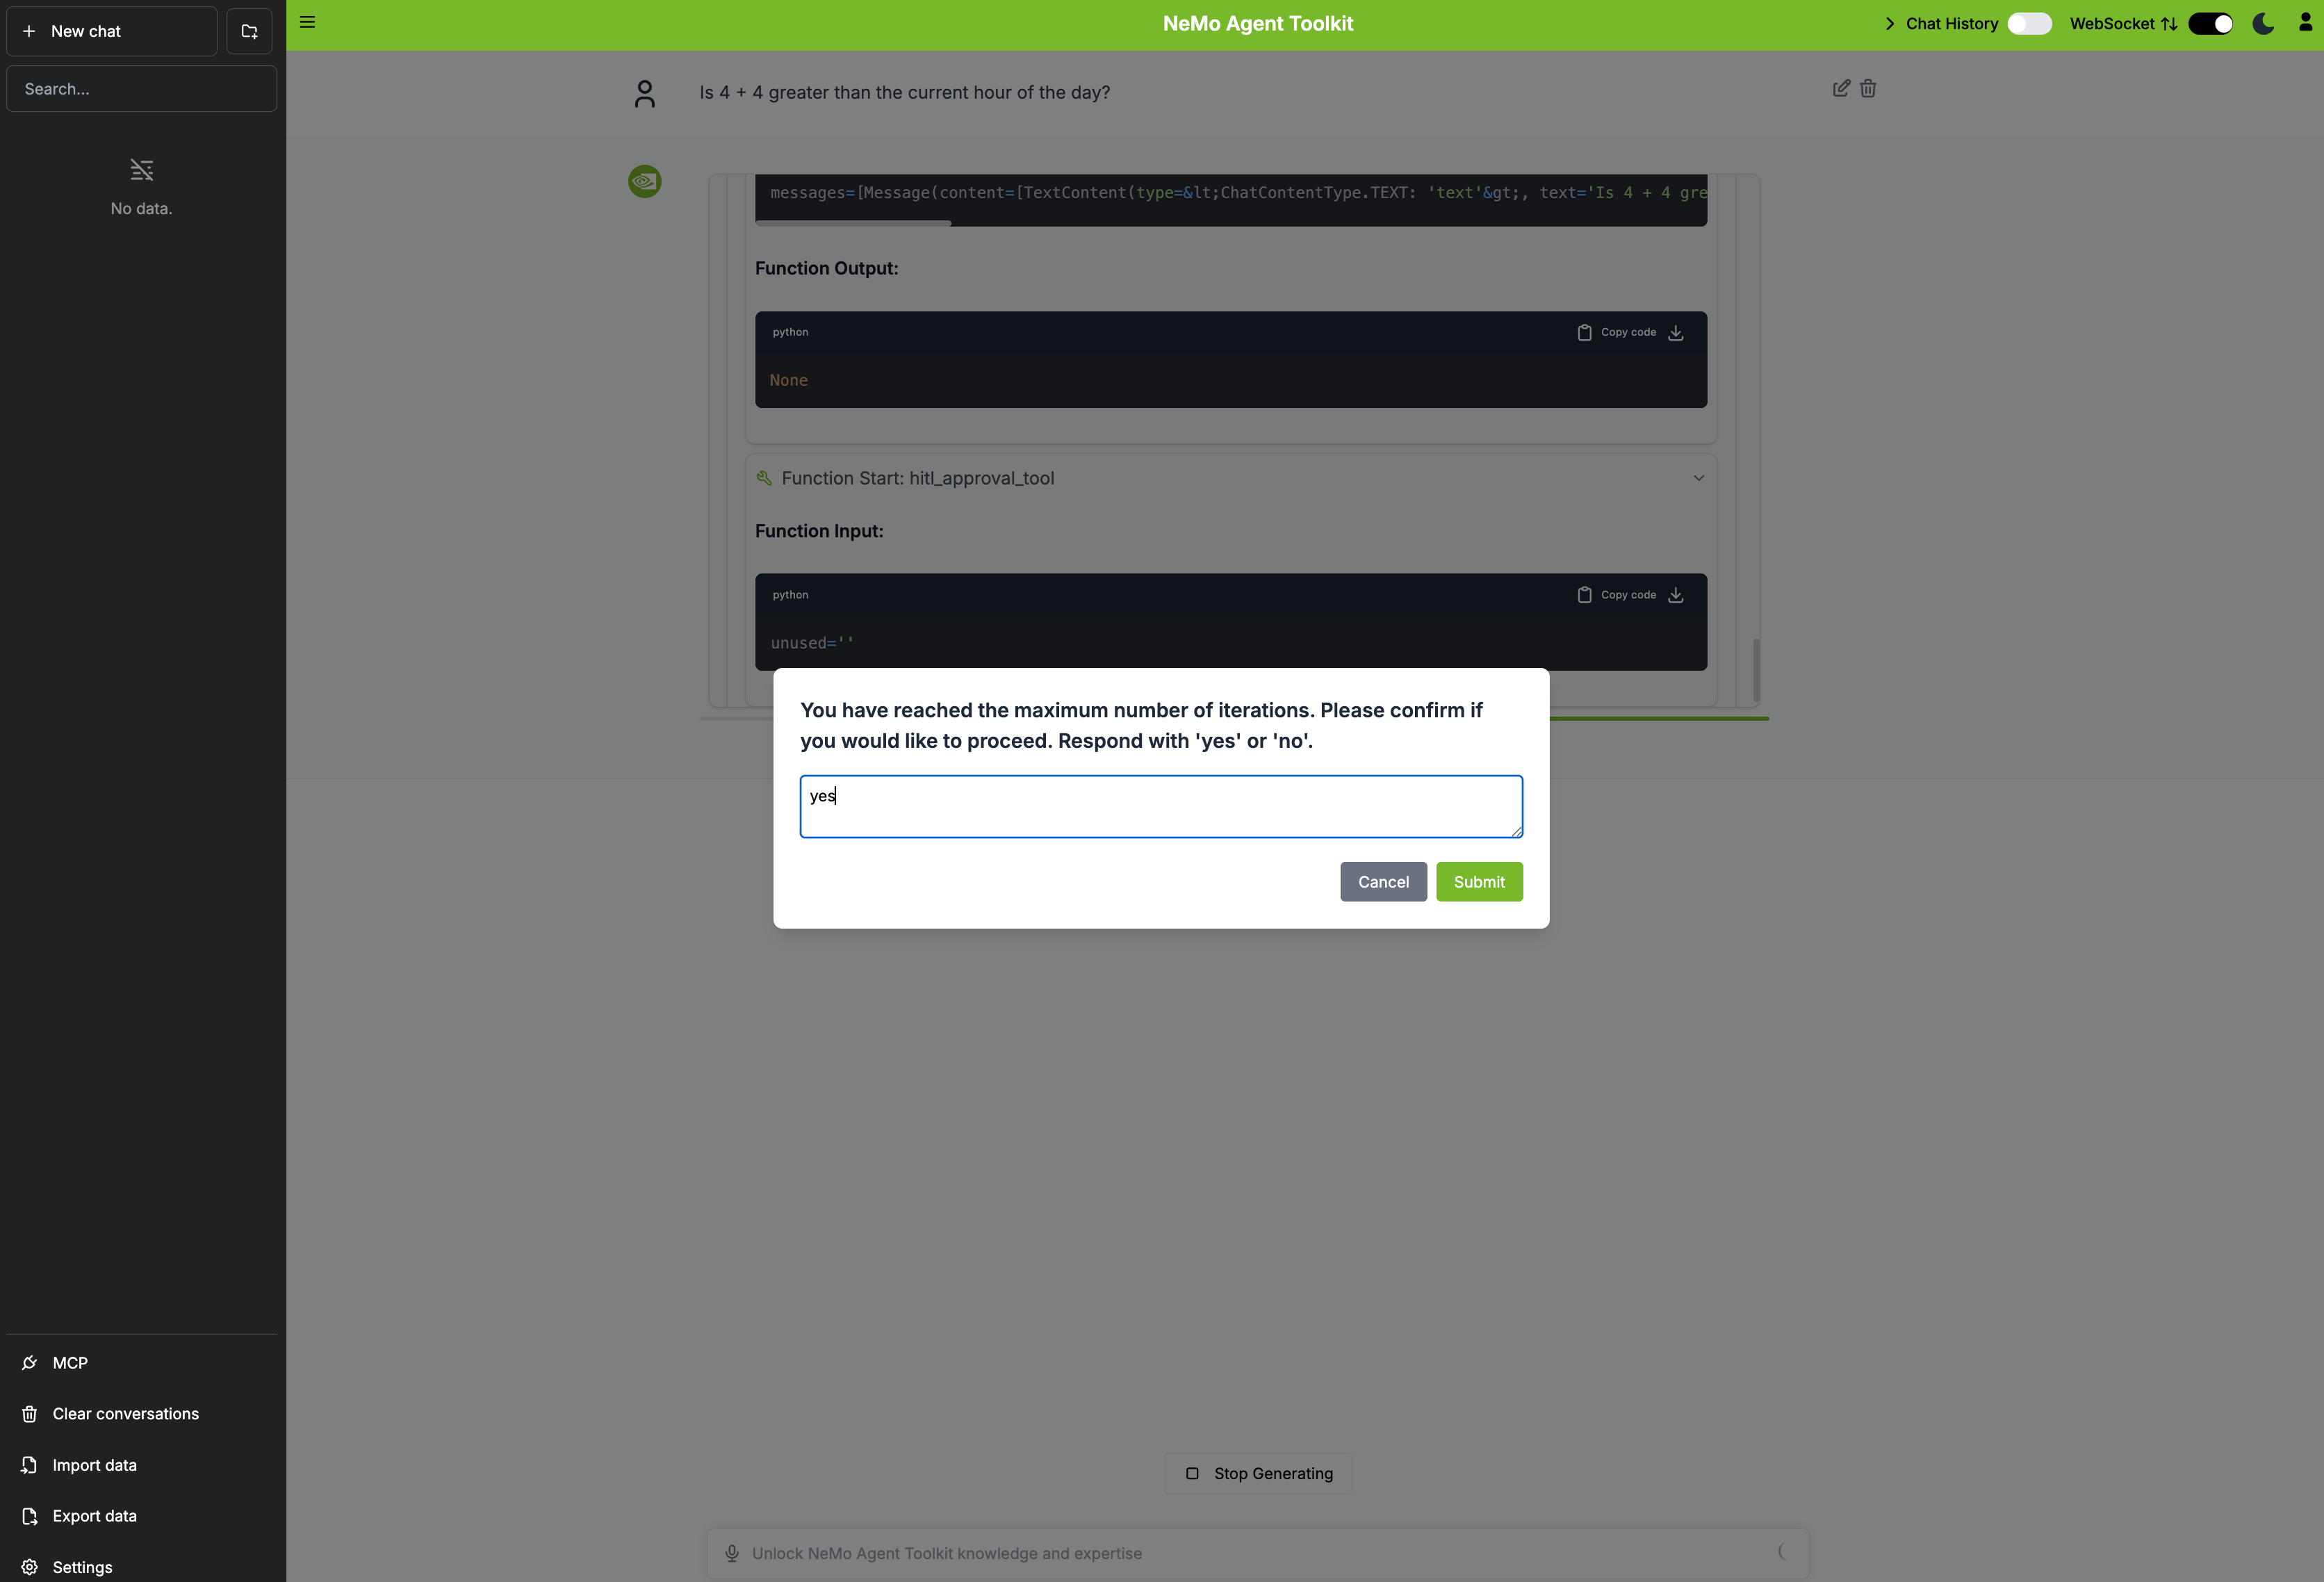 New chat
Search...
No data.
MCP
Clear conversations
Import data
Export data
Settings
NeMo Agent Toolkit
Chat History
WebSocket
Is 4 + 4 greater than the current hour of the day?
messages=[Message(content=[TextContent(type=&lt;ChatContentType.TEXT: 'text'&gt;, text='Is 4 + 4 gre
Function Output:
python
Copy code
None
Function Start: hitl_approval_tool
Function Input:
python
Copy code
unused=''
You have reached the maximum number of iterations. Please confirm if
you would like to proceed. Respond with 'yes' or 'no'.
yes
Cancel
Submit
Stop Generating
Unlock NeMo Agent Toolkit knowledge and expertise